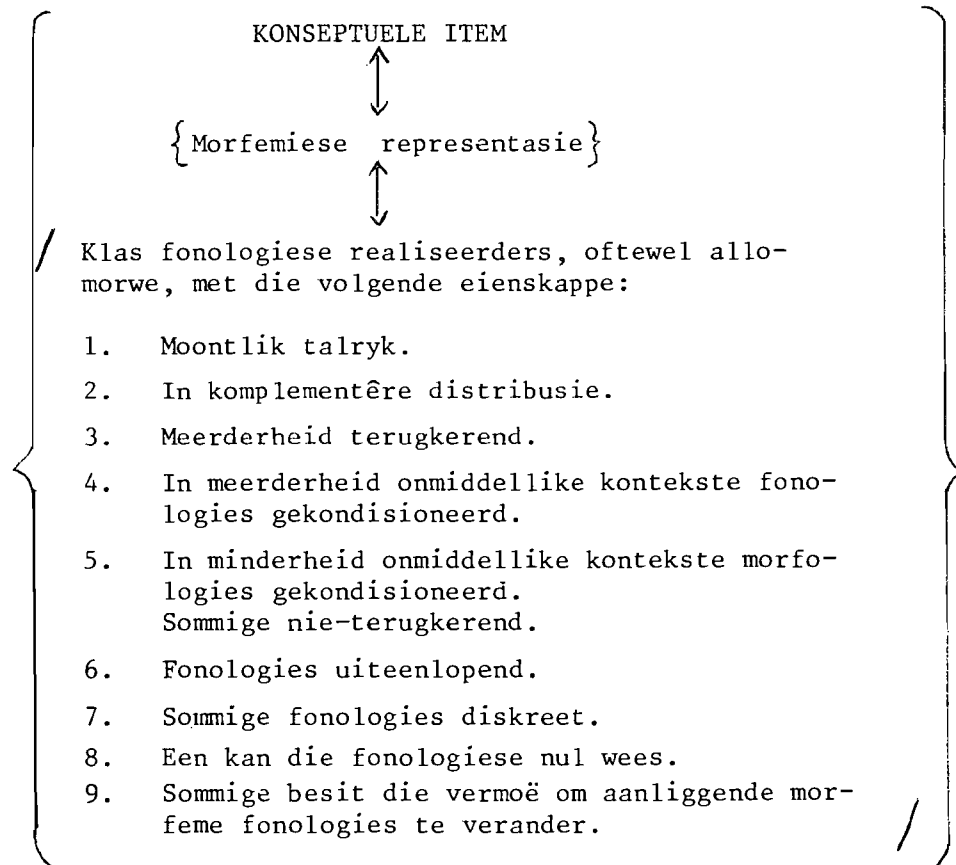 KONSEPTUELE ITEM
{Morfemiese representasie}
/ Klas fonologiese realiseerders, oftewel allo-
morwe, met die volgende eienskappe:
1. Moontlik talryk.
2. In komplementêre distribusie.
3. Meerderheid terugkerend.
4. In meerderheid onmiddellike kontekste fono-
logies gekondisioneerd.
5. In minderheid onmiddellike kontekste morfo-
logies gekondisioneerd.
Sommige nie-terugkerend.
6. Fonologies uiteenlopend.
7. Sommige fonologies diskreet.
8. Een kan die fonologiese nul wees.
9. Sommige besit die vermoë om aanliggende mor-
feme fonologies te verander. /